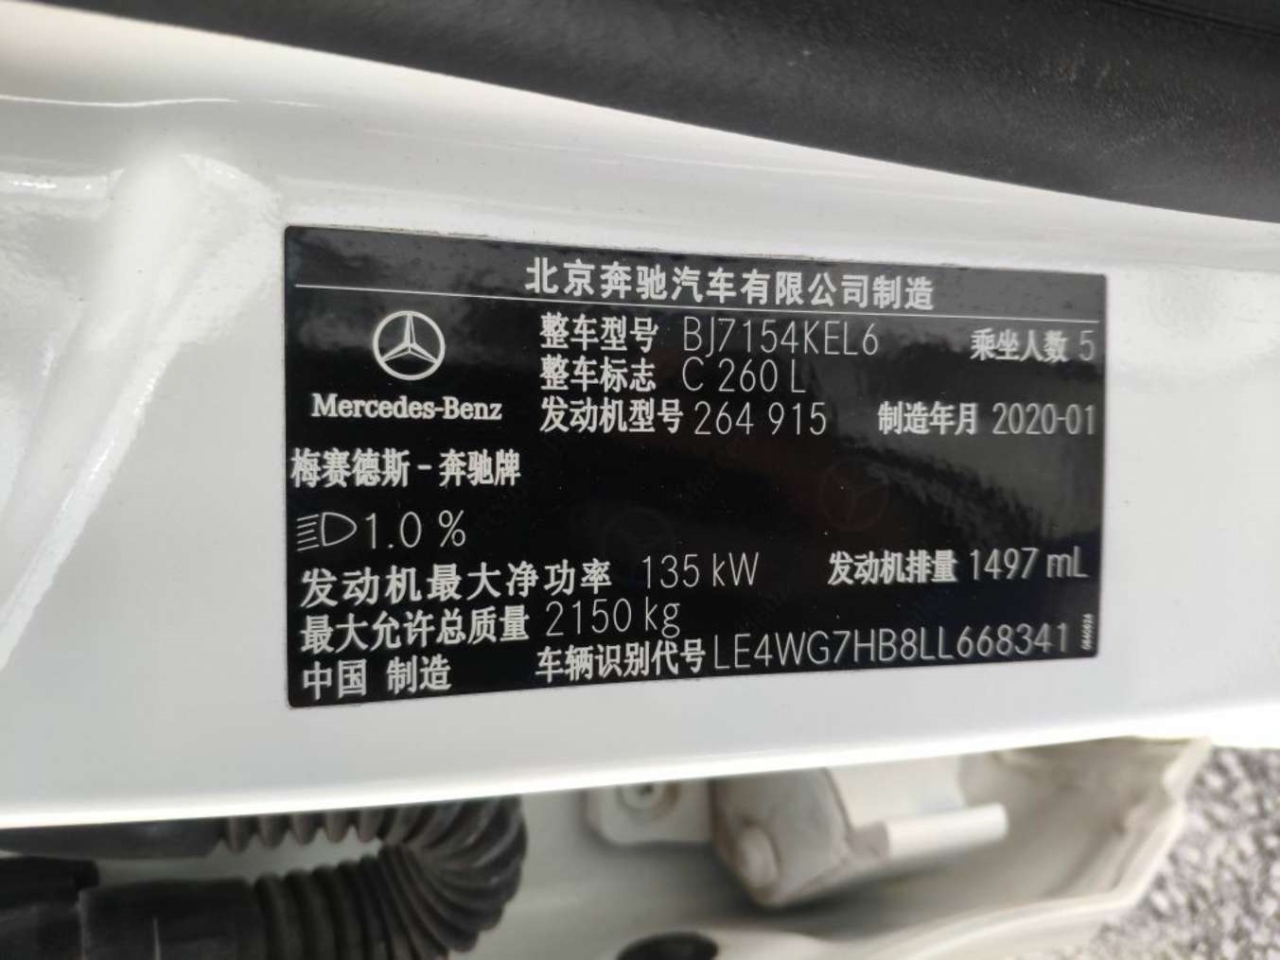 北京奔驰汽车有限公司制造
整车型号 BJ7154KEL6 乘坐人数 5
整车标志 C 260 L
Mercedes-Benz
发动机型号 264 915 制造年月 2020-01
梅赛德斯-奔驰牌
1.0 %
发动机最大净功率 135 kW 发动机排量 1497 mL
最大允许总质量 2150 kg
中国 制造 车辆识别代号 LE4WG7HB8LL668341